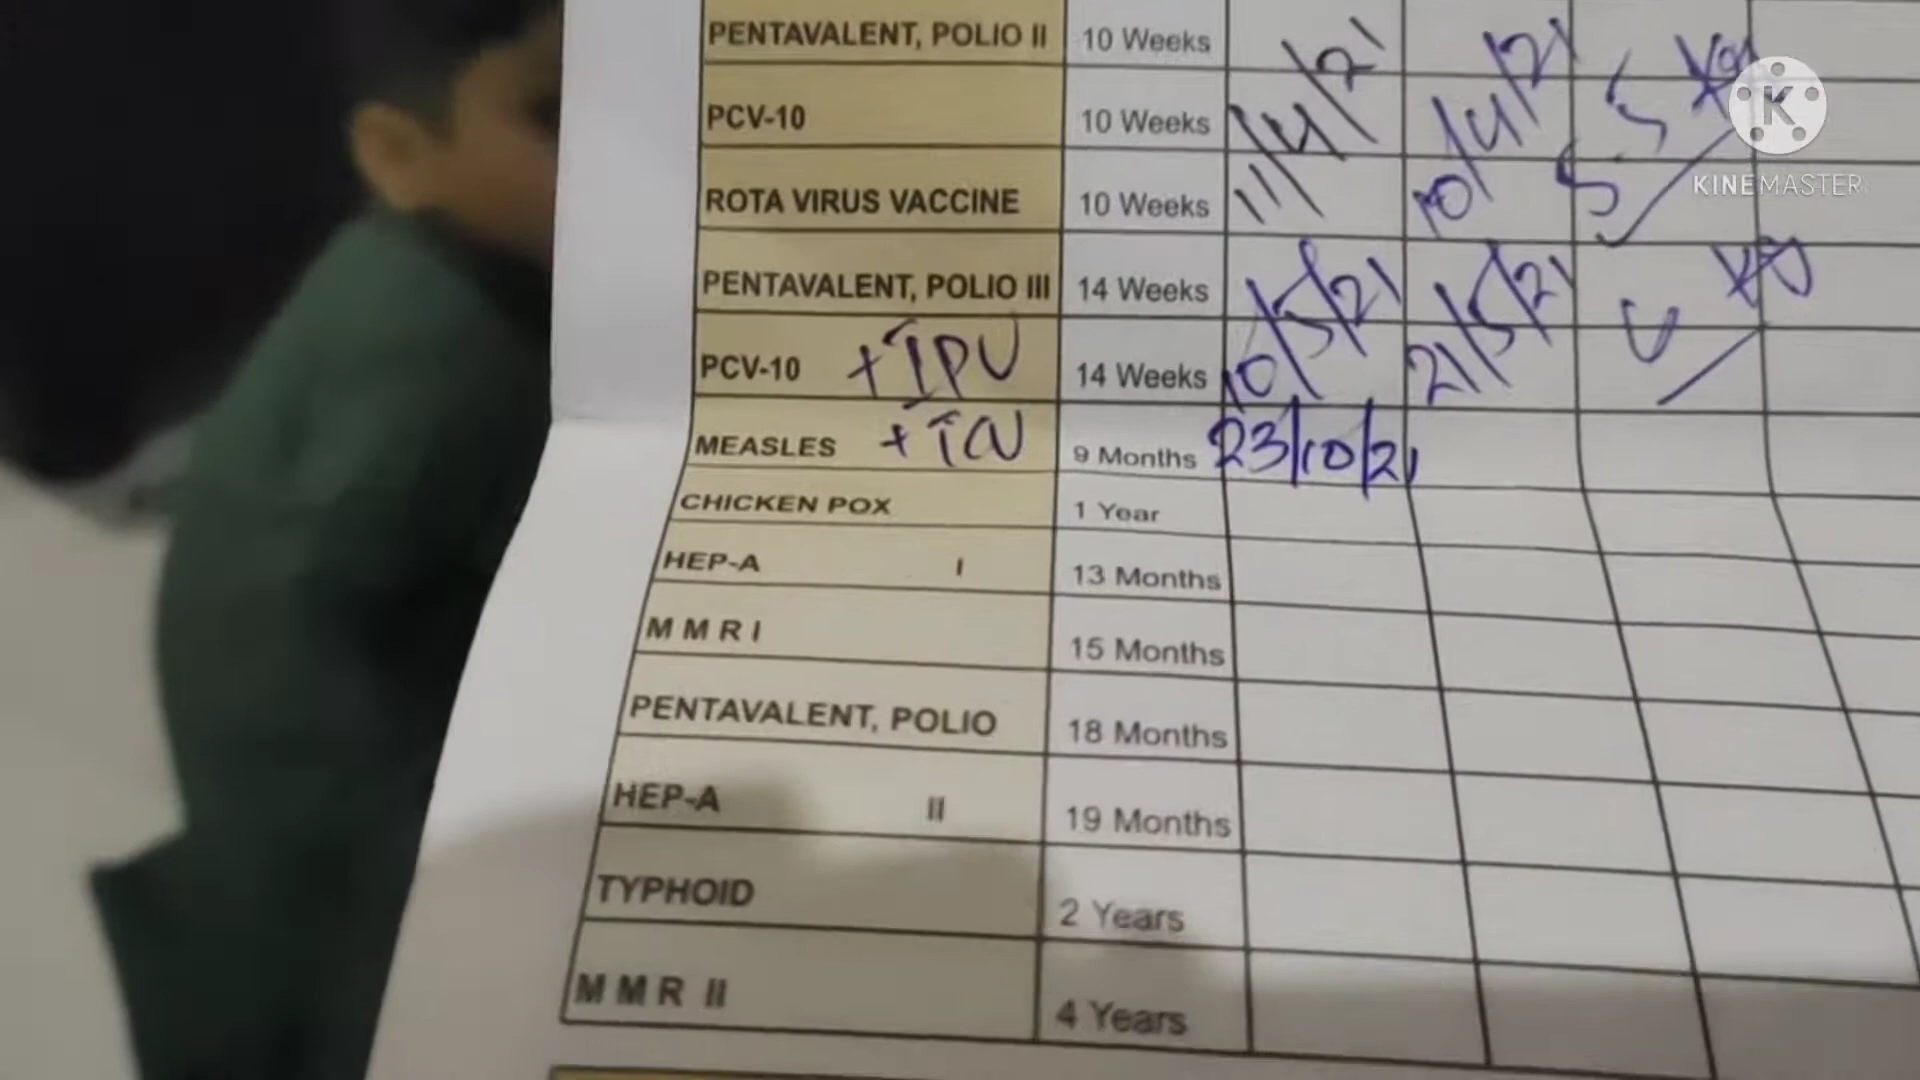 PENTAVALENT, POLIO II 10 Weeks
PCV-10 10 Weeks 11/4/21 10/4/21
ROTA VIRUS VACCINE 10 Weeks
PENTAVALENT, POLIO III 14 Weeks
PCV-10 + IPV 14 Weeks 10/5/21 21/5/21
MEASLES + TCV 9 Months 23/10/21
CHICKEN POX 1 Year
HEP-A I 13 Months
M M R I 15 Months
PENTAVALENT, POLIO 18 Months
HEP-A II 19 Months
TYPHOID 2 Years
M M R II 4 Years
K
KINEMASTER